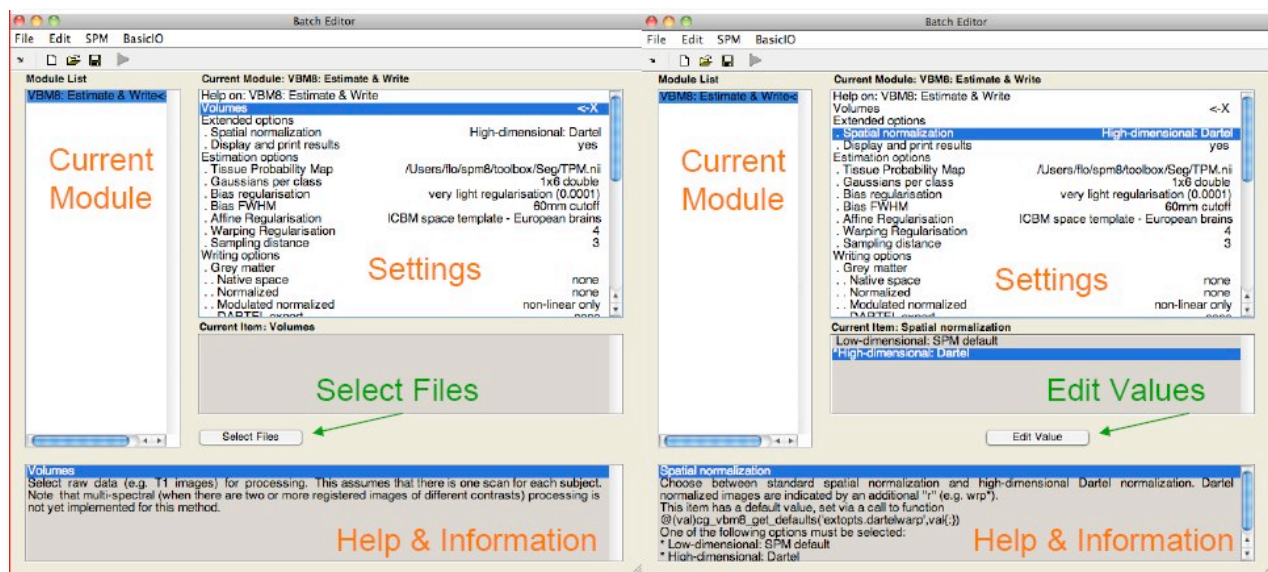 Batch Editor
File Edit SPM BasicIO
Module List
VBM8: Estimate & Write<
Current Module
Current Module: VBM8: Estimate & Write
Help on: VBM8: Estimate & Write
Volumes <-X
Extended options
. Spatial normalization High-dimensional: Dartel
. Display and print results yes
Estimation options
. Tissue Probability Map /Users/flo/spm8/toolbox/Seg/TPM.nii
. Gaussians per class 1x6 double
. Bias regularisation very light regularisation (0.0001)
. Bias FWHM 60mm cutoff
. Affine Regularisation ICBM space template - European brains
. Warping Regularisation 4
. Sampling distance 3
Writing options
. Grey matter
. . Native space none
. . Normalized none
. . Modulated normalized non-linear only
. . DARTEL export none
Settings
Current Item: Volumes
Select Files
Select Files
Volumes
Select raw data (e.g. T1 images) for processing. This assumes that there is one scan for each subject.
Note that multi-spectral (when there are two or more registered images of different contrasts) processing is
not yet implemented for this method.
Help & Information
Batch Editor
File Edit SPM BasicIO
Module List
VBM8: Estimate & Write<
Current Module
Current Module: VBM8: Estimate & Write
Help on: VBM8: Estimate & Write
Volumes <-X
Extended options
. Spatial normalization High-dimensional: Dartel
. Display and print results yes
Estimation options
. Tissue Probability Map /Users/flo/spm8/toolbox/Seg/TPM.nii
. Gaussians per class 1x6 double
. Bias regularisation very light regularisation (0.0001)
. Bias FWHM 60mm cutoff
. Affine Regularisation ICBM space template - European brains
. Warping Regularisation 4
. Sampling distance 3
Writing options
. Grey matter
. . Native space none
. . Normalized none
. . Modulated normalized non-linear only
. . DARTEL export none
Settings
Current Item: Spatial normalization
Low-dimensional: SPM default
*High-dimensional: Dartel
Edit Values
Edit Value
Spatial normalization
Choose between standard spatial normalization and high-dimensional Dartel normalization. Dartel
normalized images are indicated by an additional "r" (e.g. wrp*).
This item has a default value, set via a call to function
@(val)cg_vbm8_get_defaults('extopts.dartelwarp',val{:})
One of the following options must be selected:
* Low-dimensional: SPM default
* High-dimensional: Dartel
Help & Information